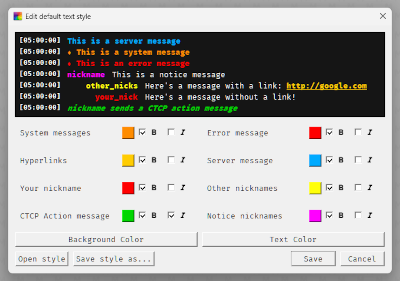 Edit default text style
[05:00:00] This is a server message
[05:00:00] ♦ This is a system message
[05:00:00] ♦ This is an error message
[05:00:00] nickname This is a notice message
[05:00:00] other_nicks Here's a message with a link: http://google.com
[05:00:00] your_nick Here's a message without a link!
[05:00:00] nickname sends a CTCP action message
System messages B I Error message B I
Hyperlinks B I Server message B I
Your nickname B I Other nicknames B I
CTCP Action message B I Notice nicknames B I
Background Color Text Color
Open style Save style as... Save Cancel